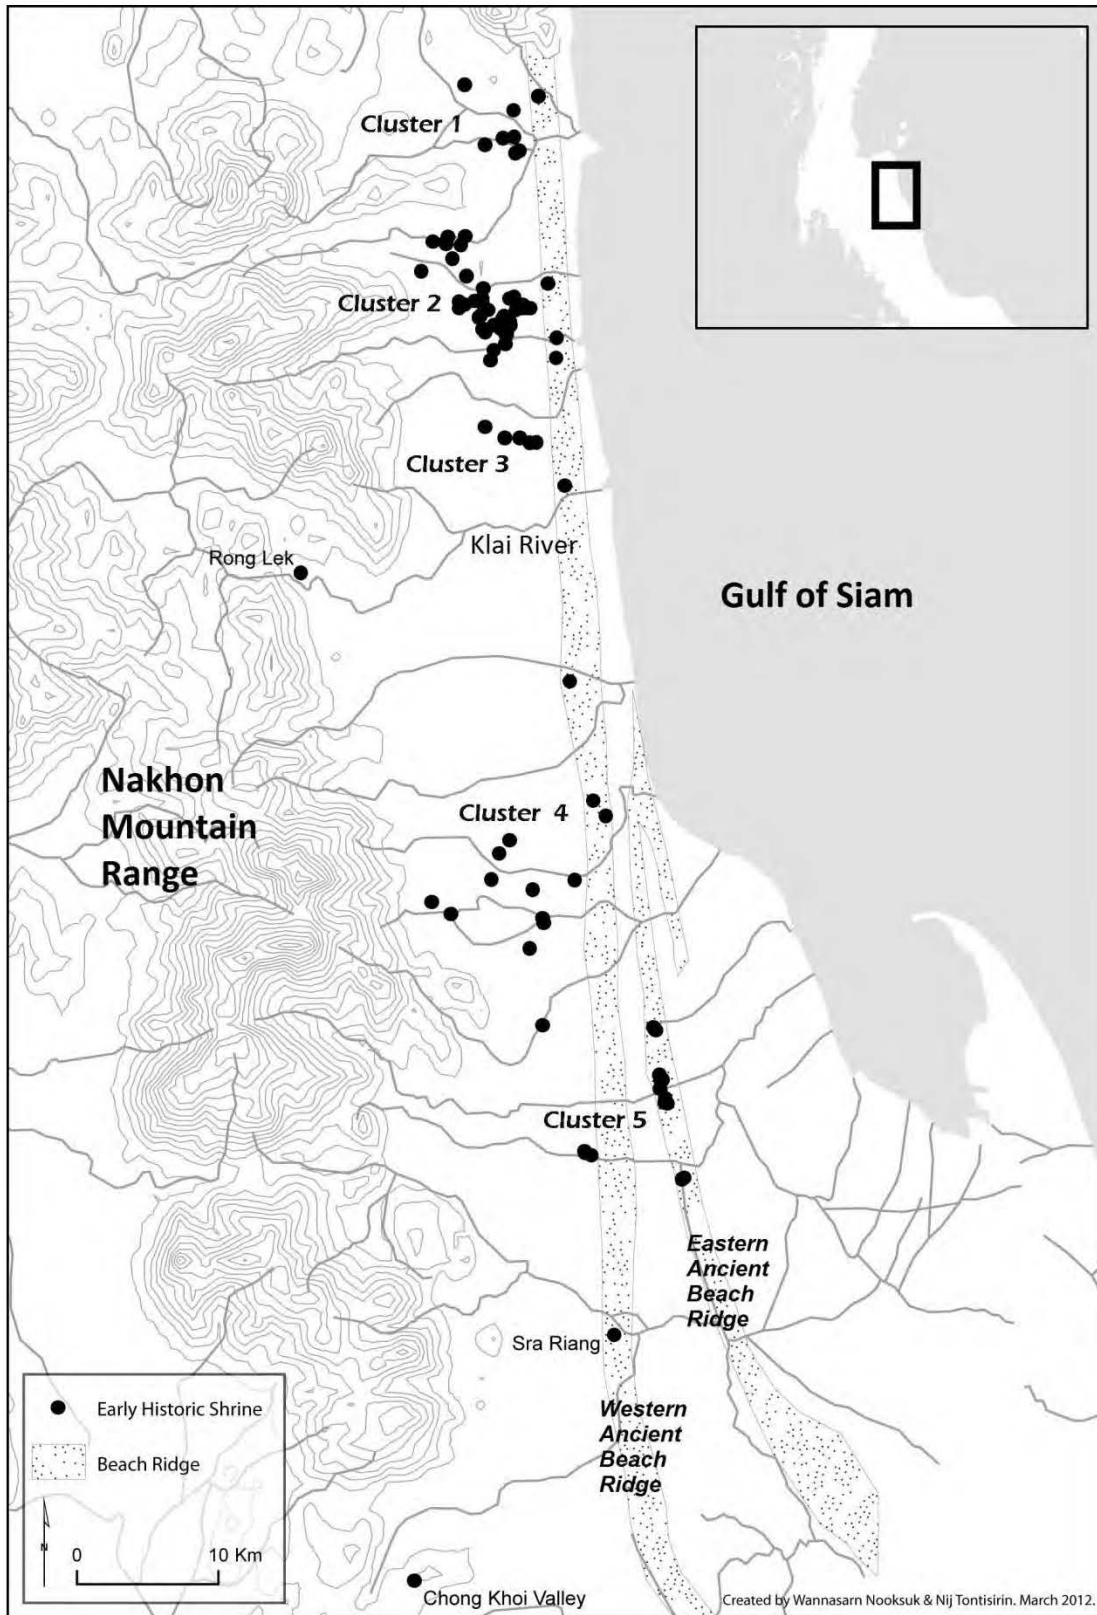 Cluster 1
Cluster 2
Cluster 3
Klai River
Rong Lek
Gulf of Siam
Nakhon
Mountain
Range
Cluster 4
Cluster 5
Eastern
Ancient
Beach
Ridge
Sra Riang
Western
Ancient
Beach
Ridge
Early Historic Shrine
Beach Ridge
N
0 10 Km
Chong Khoi Valley
Created by Wannasarn Nooksuk & Nij Tontisirin. March 2012.